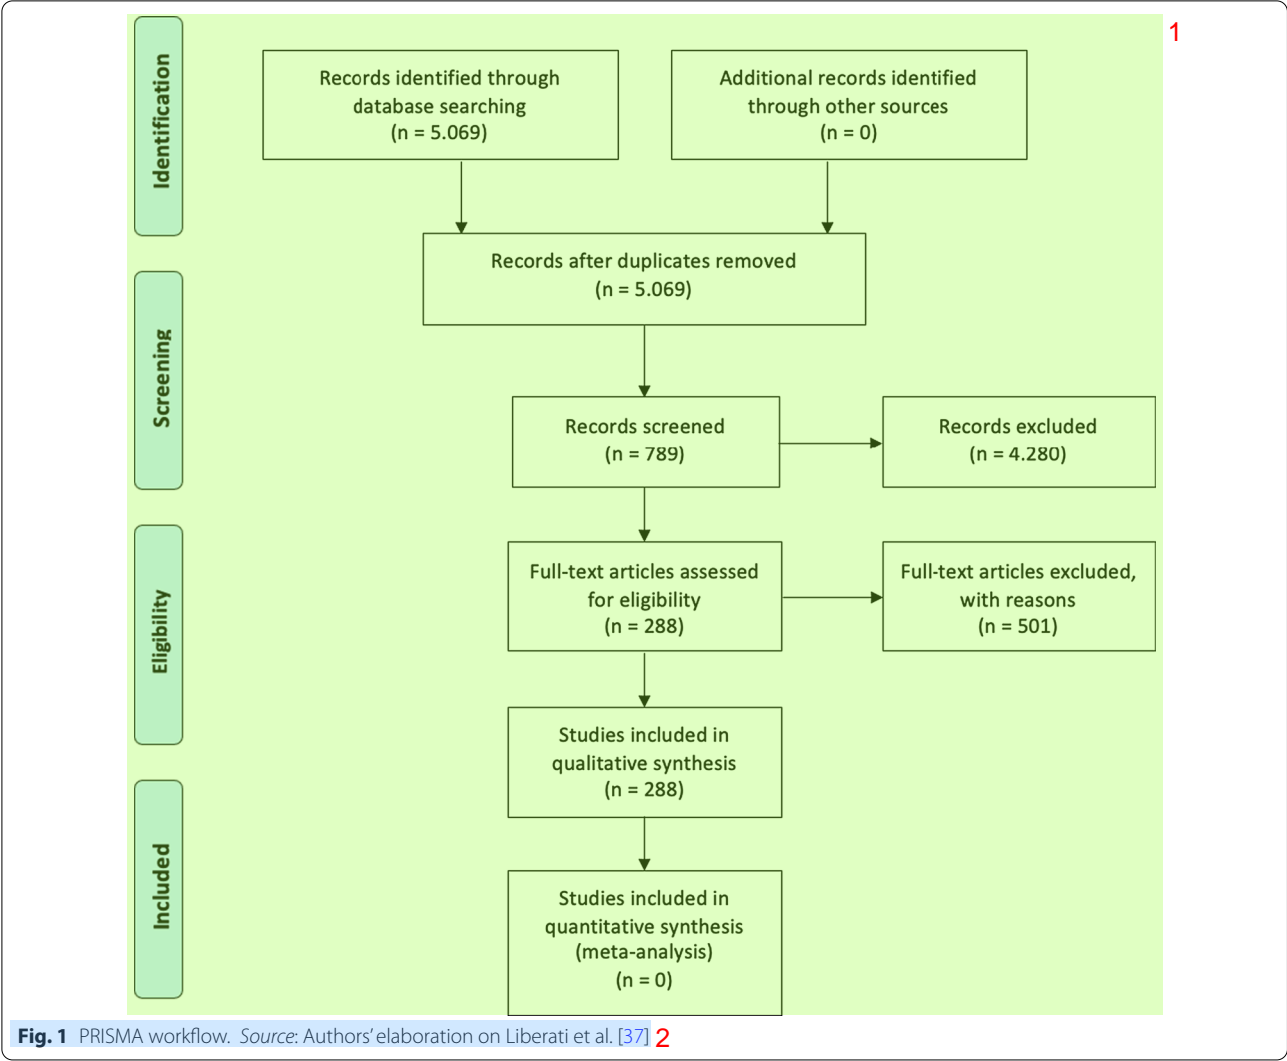 1
Identification
Records identified through
database searching
(n = 5.069)
Additional records identified
through other sources
(n = 0)
Records after duplicates removed
(n = 5.069)
Screening
Records screened
(n = 789)
Records excluded
(n = 4.280)
Eligibility
Full-text articles assessed
for eligibility
(n = 288)
Full-text articles excluded,
with reasons
(n = 501)
Studies included in
qualitative synthesis
(n = 288)
Included
Studies included in
quantitative synthesis
(meta-analysis)
(n = 0)
Fig. 1 PRISMA workflow. Source: Authors’ elaboration on Liberati et al. [37] 2